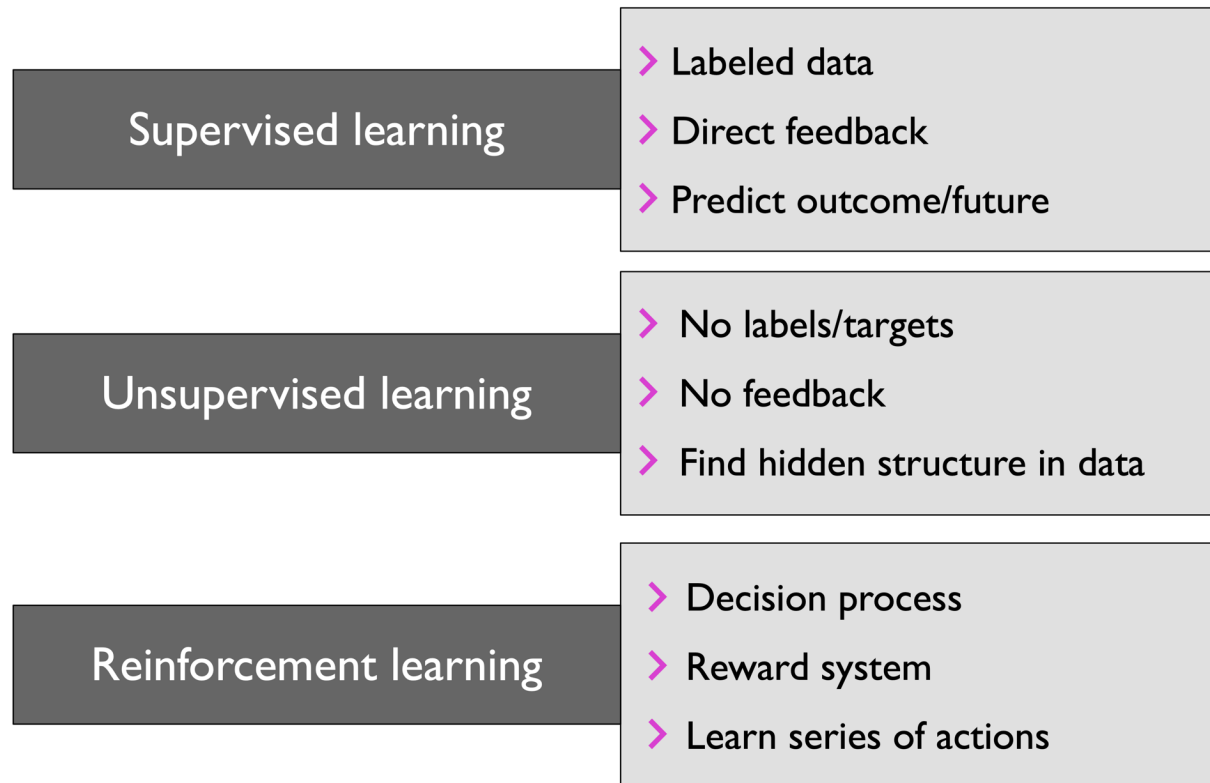 Supervised learning
Labeled data
Direct feedback
Predict outcome/future
Unsupervised learning
No labels/targets
No feedback
Find hidden structure in data
Reinforcement learning
Decision process
Reward system
Learn series of actions